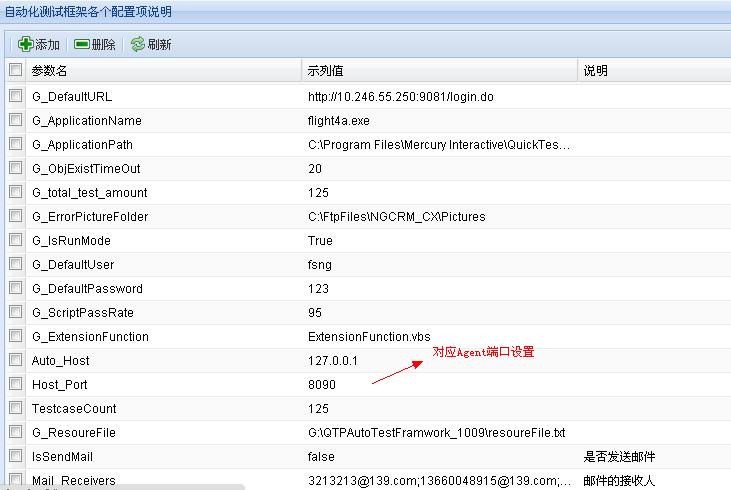 自动化测试框架各个配置项说明
添加 删除 刷新
参数名 示列值 说明
G_DefaultURL http://10.246.55.250:9081/login.do
G_ApplicationName flight4a.exe
G_ApplicationPath C:\Program Files\Mercury Interactive\QuickTes...
G_ObjExistTimeOut 20
G_total_test_amount 125
G_ErrorPictureFolder C:\FtpFiles\NGCRM_CX\Pictures
G_IsRunMode True
G_DefaultUser fsng
G_DefaultPassword 123
G_ScriptPassRate 95
G_ExtensionFunction ExtensionFunction.vbs
对应Agent端口设置
Auto_Host 127.0.0.1
Host_Port 8090
TestcaseCount 125
G_ResoureFile G:\QTPAutoTestFramwork_1009\resoureFile.txt
IsSendMail false 是否发送邮件
Mail_Receivers 3213213@139.com;13660048915@139.com;... 邮件的接收人